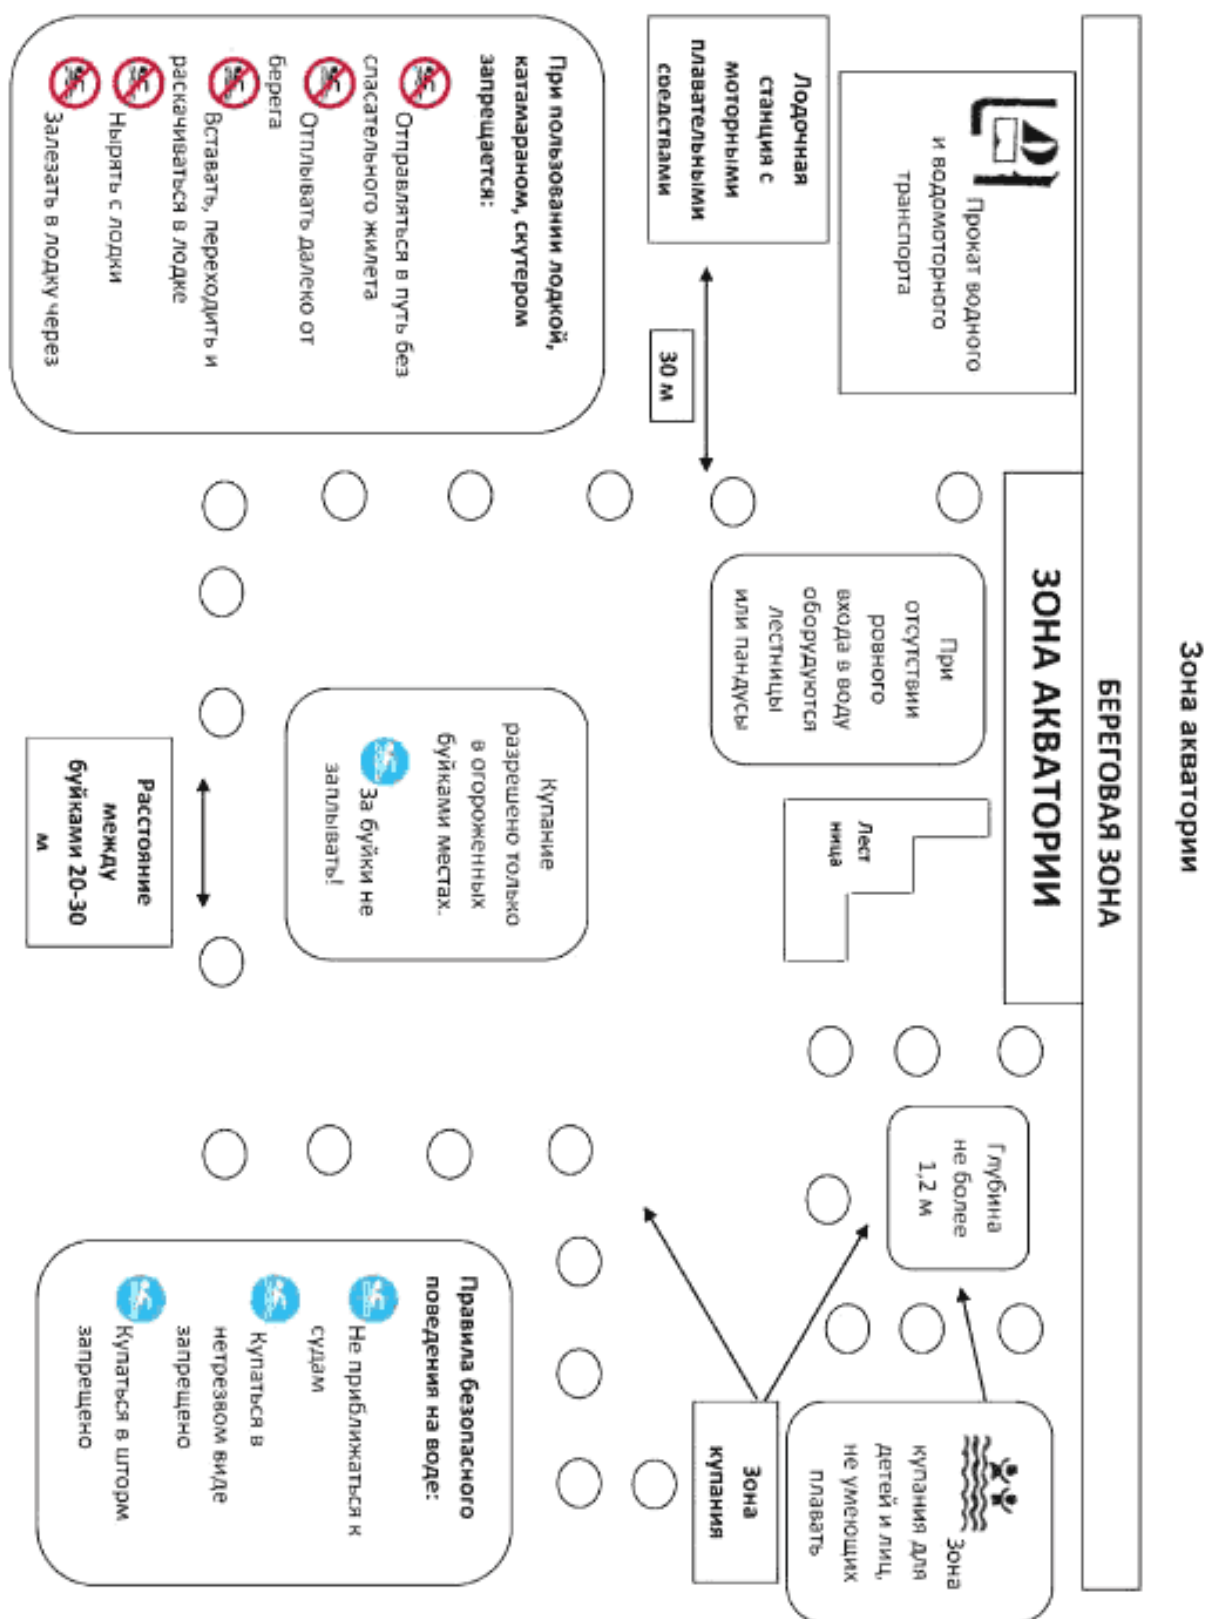 Зона акватории
БЕРЕГОВАЯ ЗОНА
ЗОНА АКВАТОРИИ
Прокат водного
и водомоторного
транспорта
Лодочная
станция с
моторными
плавательными
средствами
30 м
При пользовании лодкой,
катамараном, скутером
запрещается:
Отправляться в путь без
спасательного жилета
Отплывать далеко от
берега
Вставать, переходить и
раскачиваться в лодке
Нырять с лодки
Залезать в лодку через
При
отсутствии
ровного
входа в воду
оборудуются
лестницы
или пандусы
Лест
ница
Купание
разрешено только
в огороженных
буйками местах.
За буйки не
заплывать!
Расстояние
между
буйками 20-30
м
Глубина
не более
1,2 м
Зона
купания для
детей и лиц,
не умеющих
плавать
Зона
купания
Правила безопасного
поведения на воде:
Не приближаться к
судам
Купаться в
нетрезвом виде
запрещено
Купаться в шторм
запрещено